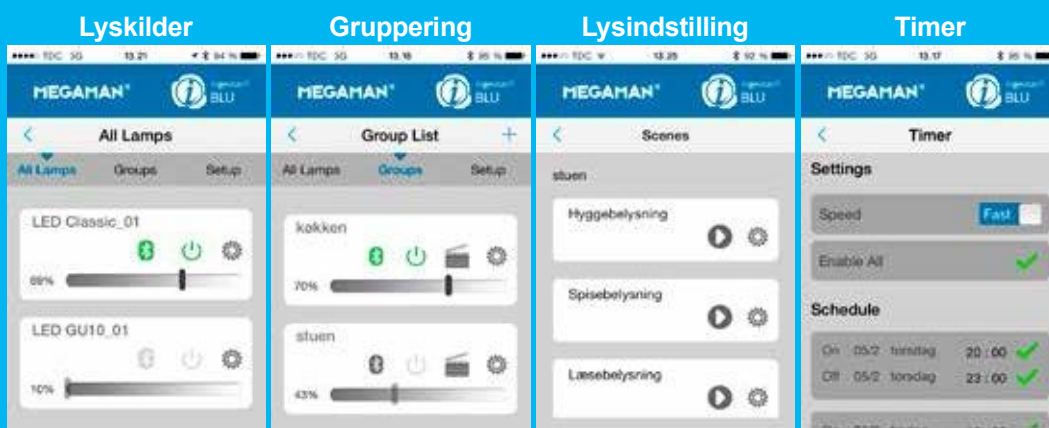 Lyskilder
TDC 3G 13.21 84 %
MEGAMAN®
BLU
All Lamps
All Lamps Groups Setup
LED Classic_01
69%
LED GU10_01
10%
Gruppering
TDC 3G 13.18 95 %
MEGAMAN®
BLU
Group List +
All Lamps Groups Setup
køkken
70%
stuen
43%
Lysindstilling
TDC 13.25 92 %
MEGAMAN®
BLU
Scenes
stuen
Hyggebelysning
Spisebelysning
Læsebelysning
Timer
TDC 3G 13.17 95 %
MEGAMAN®
BLU
Timer
Settings
Speed Fast
Enable All
Schedule
On 05/2 torsdag 20:00
Off 05/2 torsdag 23:00